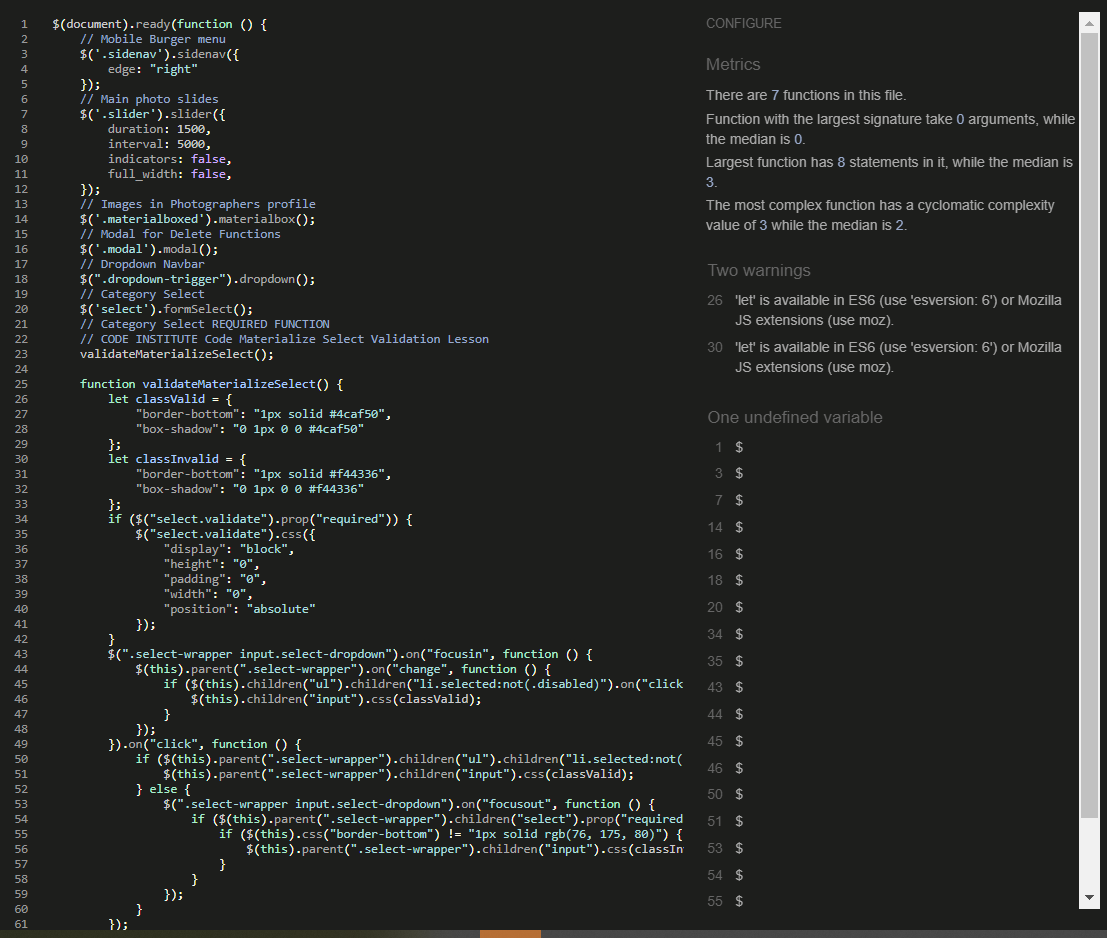 1 $(document).ready(function () {
2 // Mobile Burger menu
3 $('.sidenav').sidenav({
4 edge: "right"
5 });
6 // Main photo slides
7 $('.slider').slider({
8 duration: 1500,
9 interval: 5000,
10 indicators: false,
11 full_width: false,
12 });
13 // Images in Photographers profile
14 $('.materialboxed').materialbox();
15 // Modal for Delete Functions
16 $('.modal').modal();
17 // Dropdown Navbar
18 $(".dropdown-trigger").dropdown();
19 // Category Select
20 $('select').formSelect();
21 // Category Select REQUIRED FUNCTION
22 // CODE INSTITUTE Code Materialize Select Validation Lesson
23 validateMaterializeSelect();
24
25 function validateMaterializeSelect() {
26 let classValid = {
27 "border-bottom": "1px solid #4caf50",
28 "box-shadow": "0 1px 0 0 #4caf50"
29 };
30 let classInvalid = {
31 "border-bottom": "1px solid #f44336",
32 "box-shadow": "0 1px 0 0 #f44336"
33 };
34 if ($("select.validate").prop("required")) {
35 $("select.validate").css({
36 "display": "block",
37 "height": "0",
38 "padding": "0",
39 "width": "0",
40 "position": "absolute"
41 });
42 }
43 $(".select-wrapper input.select-dropdown").on("focusin", function () {
44 $(this).parent(".select-wrapper").on("change", function () {
45 if ($(this).children("ul").children("li.selected:not(.disabled)").on("click
46 $(this).children("input").css(classValid);
47 }
48 });
49 }).on("click", function () {
50 if ($(this).parent(".select-wrapper").children("ul").children("li.selected:not(
51 $(this).parent(".select-wrapper").children("input").css(classValid);
52 } else {
53 $(".select-wrapper input.select-dropdown").on("focusout", function () {
54 if ($(this).parent(".select-wrapper").children("select").prop("required
55 if ($(this).css("border-bottom") != "1px solid rgb(76, 175, 80)") {
56 $(this).parent(".select-wrapper").children("input").css(classIn
57 }
58 }
59 });
60 }
61 });
CONFIGURE
Metrics
There are 7 functions in this file.
Function with the largest signature take 0 arguments, while
the median is 0.
Largest function has 8 statements in it, while the median is
3.
The most complex function has a cyclomatic complexity
value of 3 while the median is 2.
Two warnings
26 'let' is available in ES6 (use 'esversion: 6') or Mozilla
JS extensions (use moz).
30 'let' is available in ES6 (use 'esversion: 6') or Mozilla
JS extensions (use moz).
One undefined variable
1 $
3 $
7 $
14 $
16 $
18 $
20 $
34 $
35 $
43 $
44 $
45 $
46 $
50 $
51 $
53 $
54 $
55 $